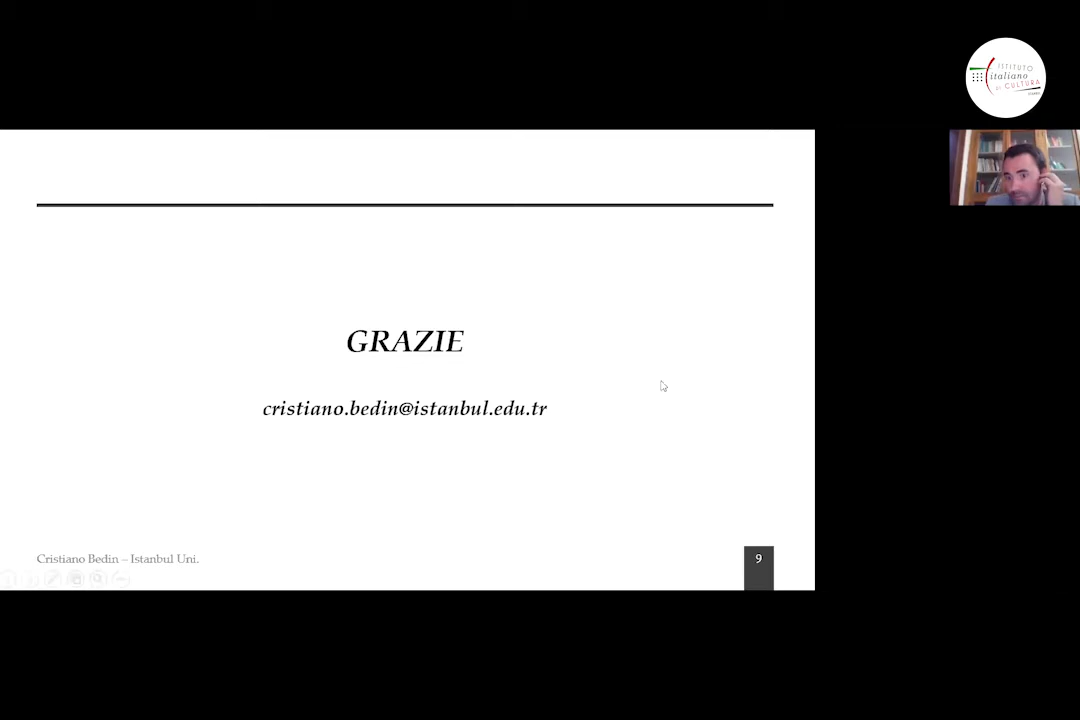 ISTITUTO
italiano
DI CULTURA
GRAZIE
cristiano.bedin@istanbul.edu.tr
Cristiano Bedin – Istanbul Uni.
9